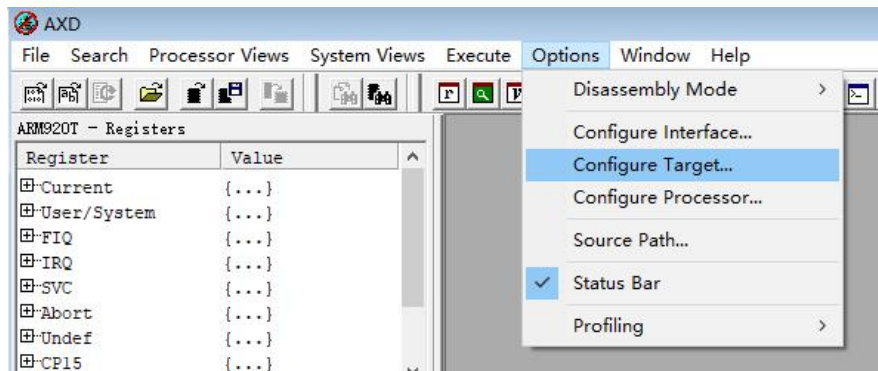 AXD
File Search Processor Views System Views Execute Options Window Help
Disassembly Mode
Configure Interface...
Configure Target...
Configure Processor...
Source Path...
Status Bar
Profiling
ARM920T - Registers
Register Value
Current {...}
User/System {...}
FIQ {...}
IRQ {...}
SVC {...}
Abort {...}
Undef {...}
CP15 {...}